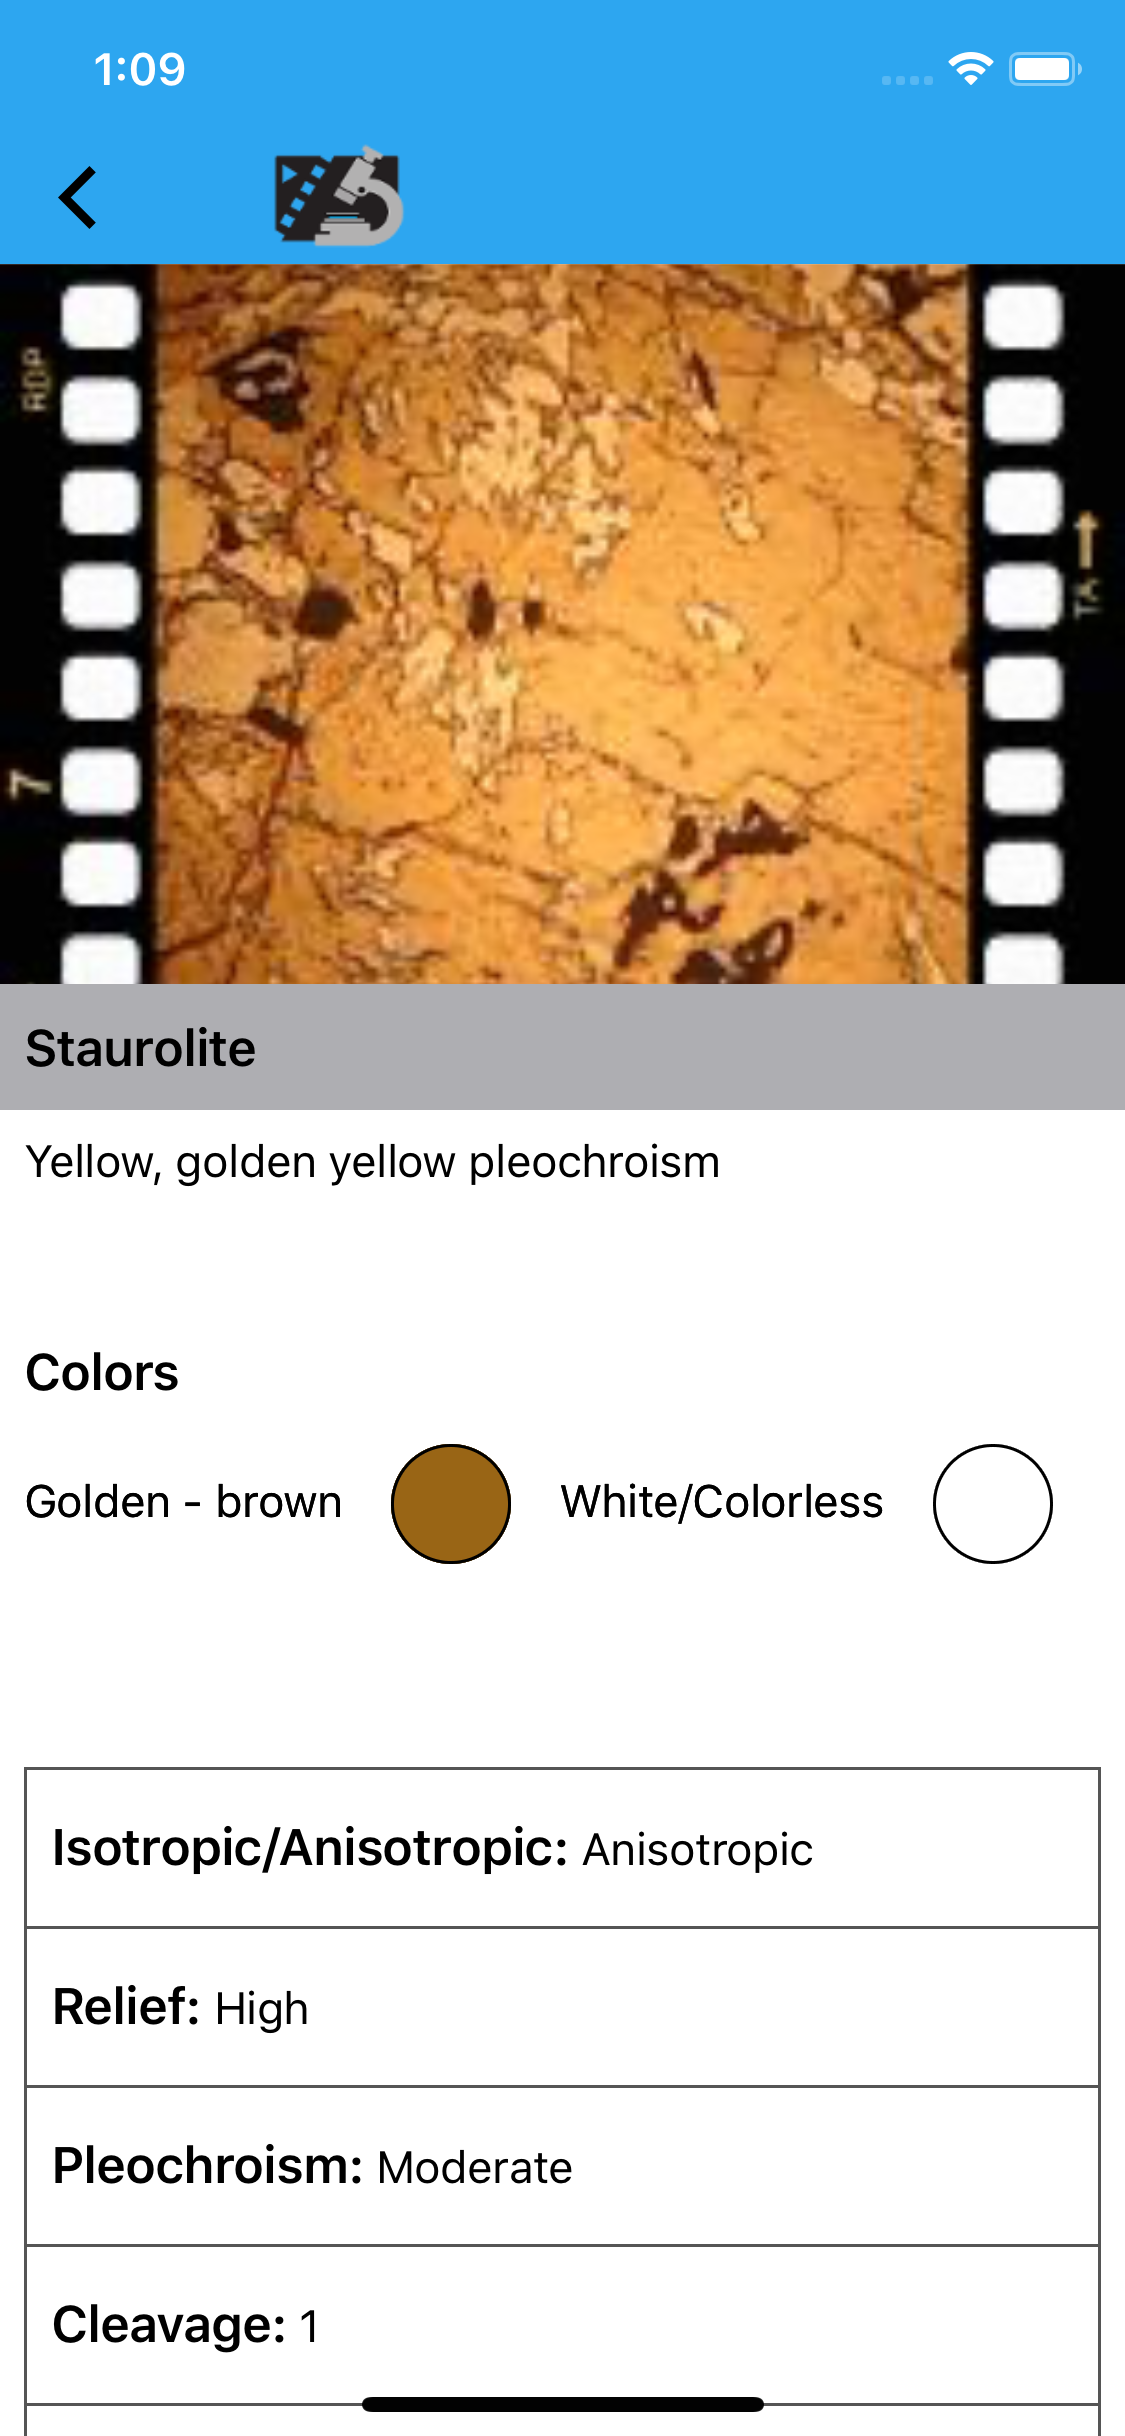 1:09
RDP
TA
7
Staurolite
Yellow, golden yellow pleochroism
Colors
Golden - brown
White/Colorless
Isotropic/Anisotropic: Anisotropic
Relief: High
Pleochroism: Moderate
Cleavage: 1